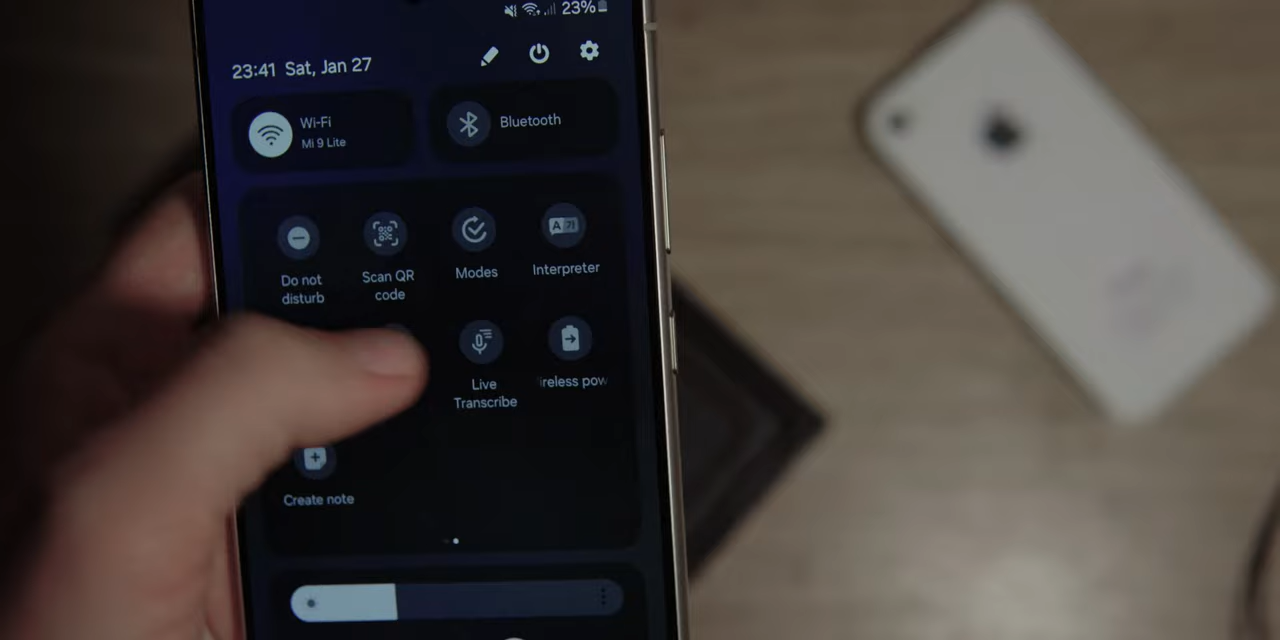 23%
23:41 Sat, Jan 27
Wi-Fi
Mi 9 Lite
Bluetooth
Do not
disturb
Scan QR
code
Modes
Interpreter
Live
Transcribe
ireless pow
Create note